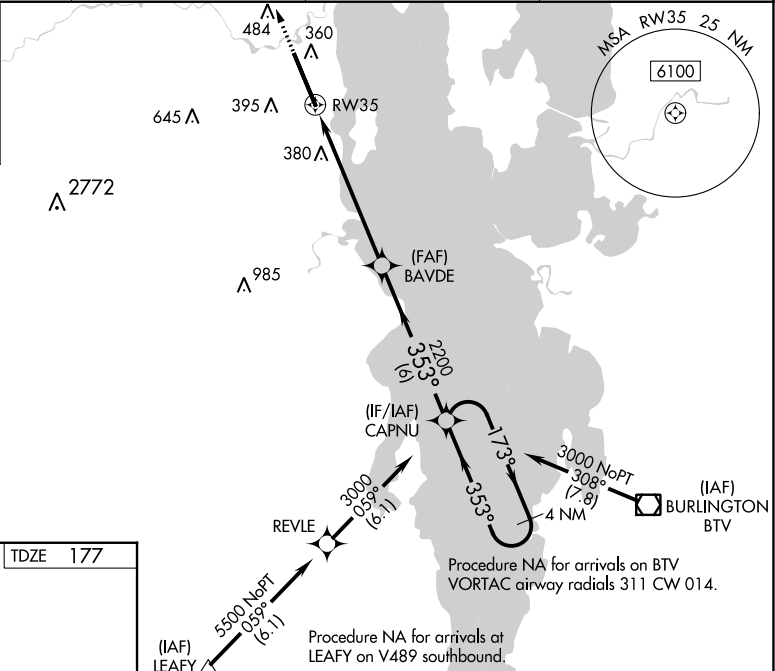 484
360
MSA RW35 25 NM
6100
645
395
RW35
380
2772
985
(FAF)
BAVDE
2200
353°
(6)
(IF/IAF)
CAPNU
173°
353°
4 NM
3000 NoPT
308°
(7.8)
(IAF)
BURLINGTON
BTV
3000
059°
(6.1)
REVLE
Procedure NA for arrivals on BTV
VORTAC airway radials 311 CW 014.
TDZE 177
5500 NoPT
059°
(6.1)
(IAF)
LEAFY
Procedure NA for arrivals at
LEAFY on V489 southbound.